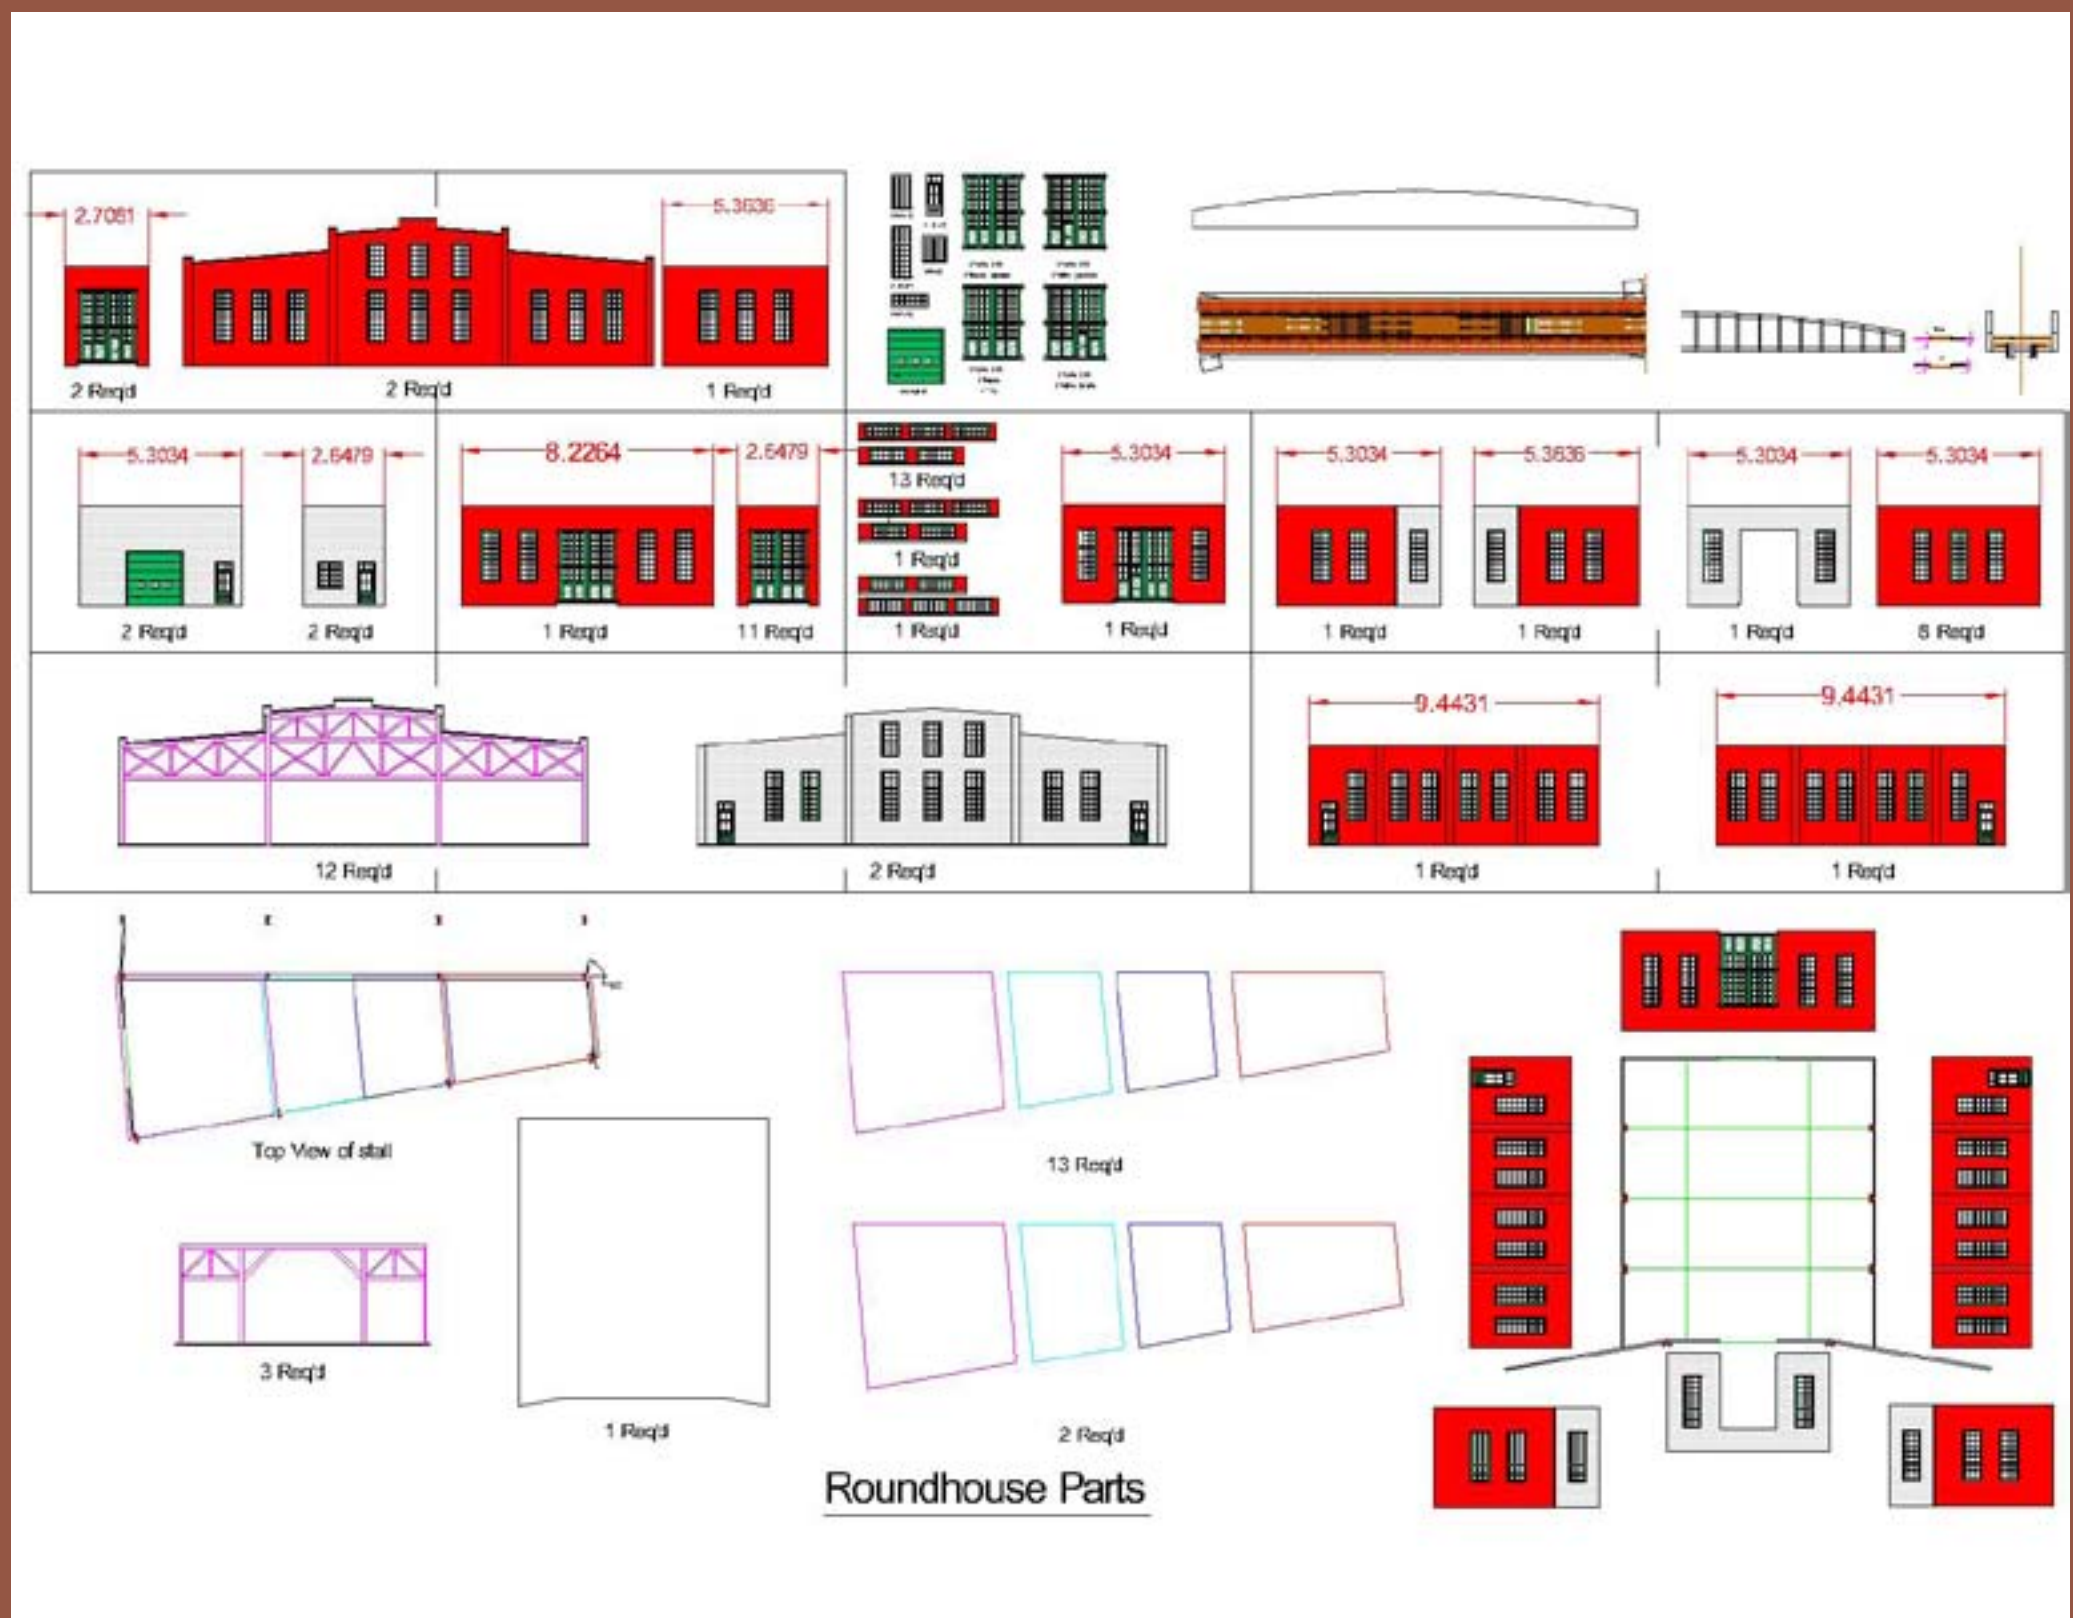 2.7061
5.3636
2 Req'd
2 Req'd
1 Req'd
5.3034
2.6479
8.2264
2.6479
13 Req'd
1 Req'd
1 Req'd
5.3034
5.3034
5.3636
5.3034
5.3034
2 Req'd
2 Req'd
1 Req'd
11 Req'd
1 Req'd
1 Req'd
1 Req'd
1 Req'd
9.4431
9.4431
12 Req'd
2 Req'd
1 Req'd
1 Req'd
Top View of stall
13 Req'd
3 Req'd
1 Req'd
2 Req'd
Roundhouse Parts